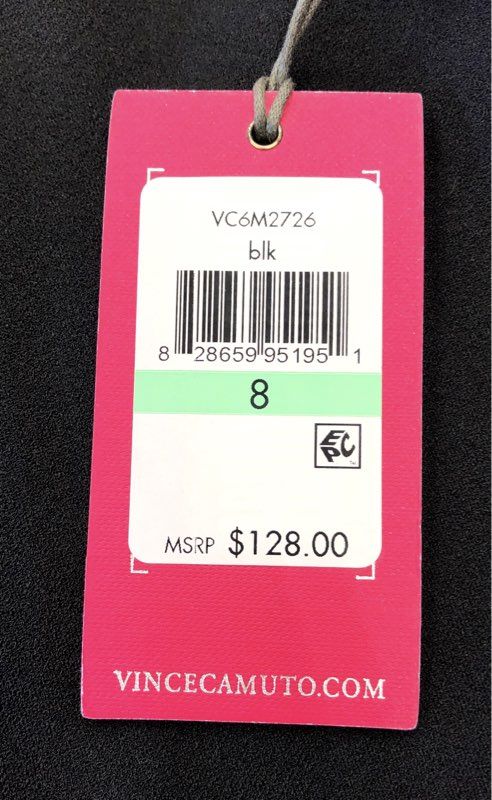 VC6M2726
blk
8 28659 95195 1
8
EPC
MSRP $128.00
VINCECAMUTO.COM